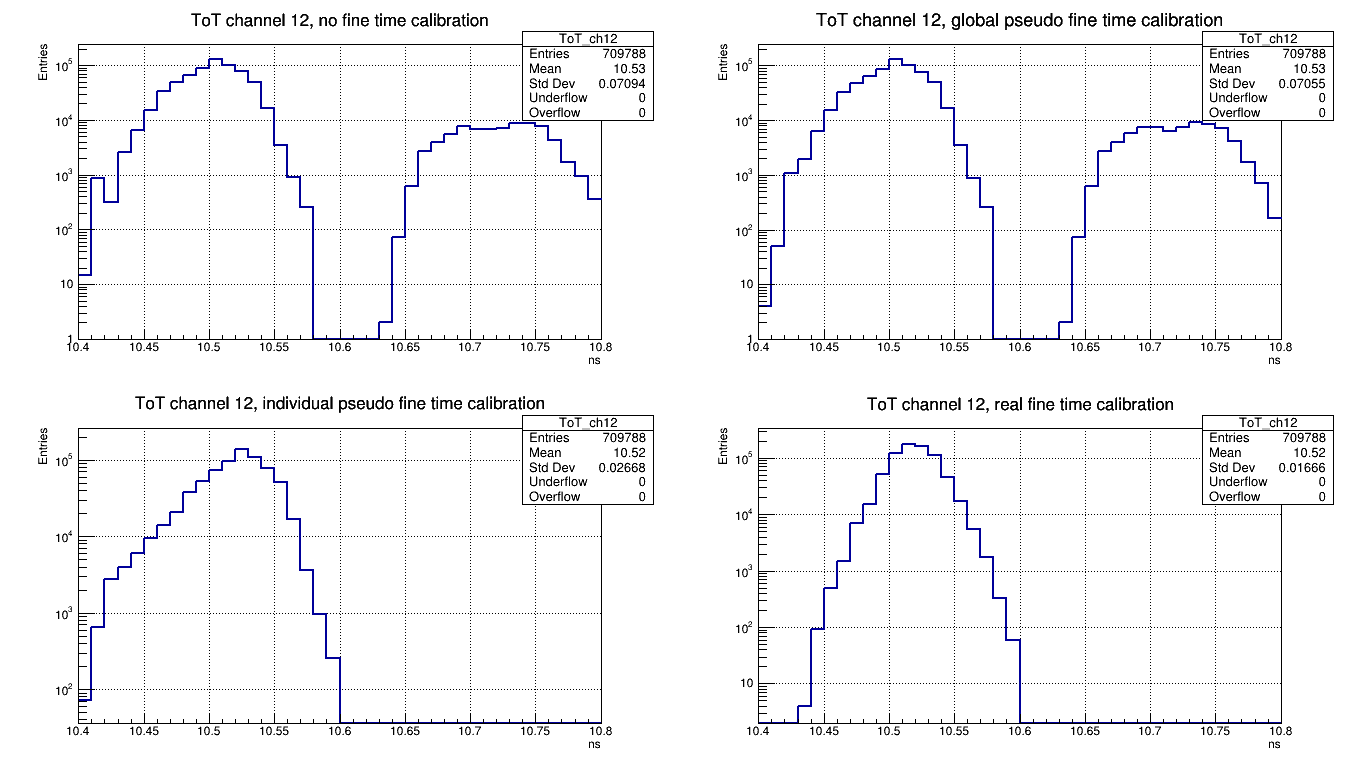 ToT channel 12, no fine time calibration
Entries
ToT_ch12
Entries 709788
Mean 10.53
Std Dev 0.07094
Underflow 0
Overflow 0
10⁵
10⁴
10³
10²
10
1
10.4 10.45 10.5 10.55 10.6 10.65 10.7 10.75 10.8
ns
ToT channel 12, global pseudo fine time calibration
Entries
ToT_ch12
Entries 709788
Mean 10.53
Std Dev 0.07055
Underflow 0
Overflow 0
10⁵
10⁴
10³
10²
10
1
10.4 10.45 10.5 10.55 10.6 10.65 10.7 10.75 10.8
ns
ToT channel 12, individual pseudo fine time calibration
Entries
ToT_ch12
Entries 709788
Mean 10.52
Std Dev 0.02668
Underflow 0
Overflow 0
10⁵
10⁴
10³
10²
10.4 10.45 10.5 10.55 10.6 10.65 10.7 10.75 10.8
ns
ToT channel 12, real fine time calibration
Entries
ToT_ch12
Entries 709788
Mean 10.52
Std Dev 0.01666
Underflow 0
Overflow 0
10⁵
10⁴
10³
10²
10
10.4 10.45 10.5 10.55 10.6 10.65 10.7 10.75 10.8
ns